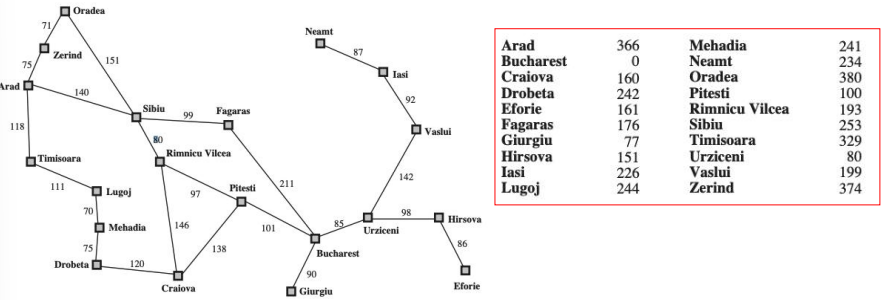 Oradea
71
Neamt
Zerind
87
151
75
Iasi
Arad
140
92
Sibiu
Fagaras
99
118
Vaslui
80
Rimnicu Vilcea
Timisoara
142
111
Pitesti
211
Lugoj
97
70
98
Hirsova
85
146
101
Urziceni
Mehadia
138
86
75
Bucharest
120
Drobeta
90
Eforie
Craiova
Giurgiu
Arad 366 Mehadia 241
Bucharest 0 Neamt 234
Craiova 160 Oradea 380
Drobeta 242 Pitesti 100
Eforie 161 Rimnicu Vilcea 193
Fagaras 176 Sibiu 253
Giurgiu 77 Timisoara 329
Hirsova 151 Urziceni 80
Iasi 226 Vaslui 199
Lugoj 244 Zerind 374